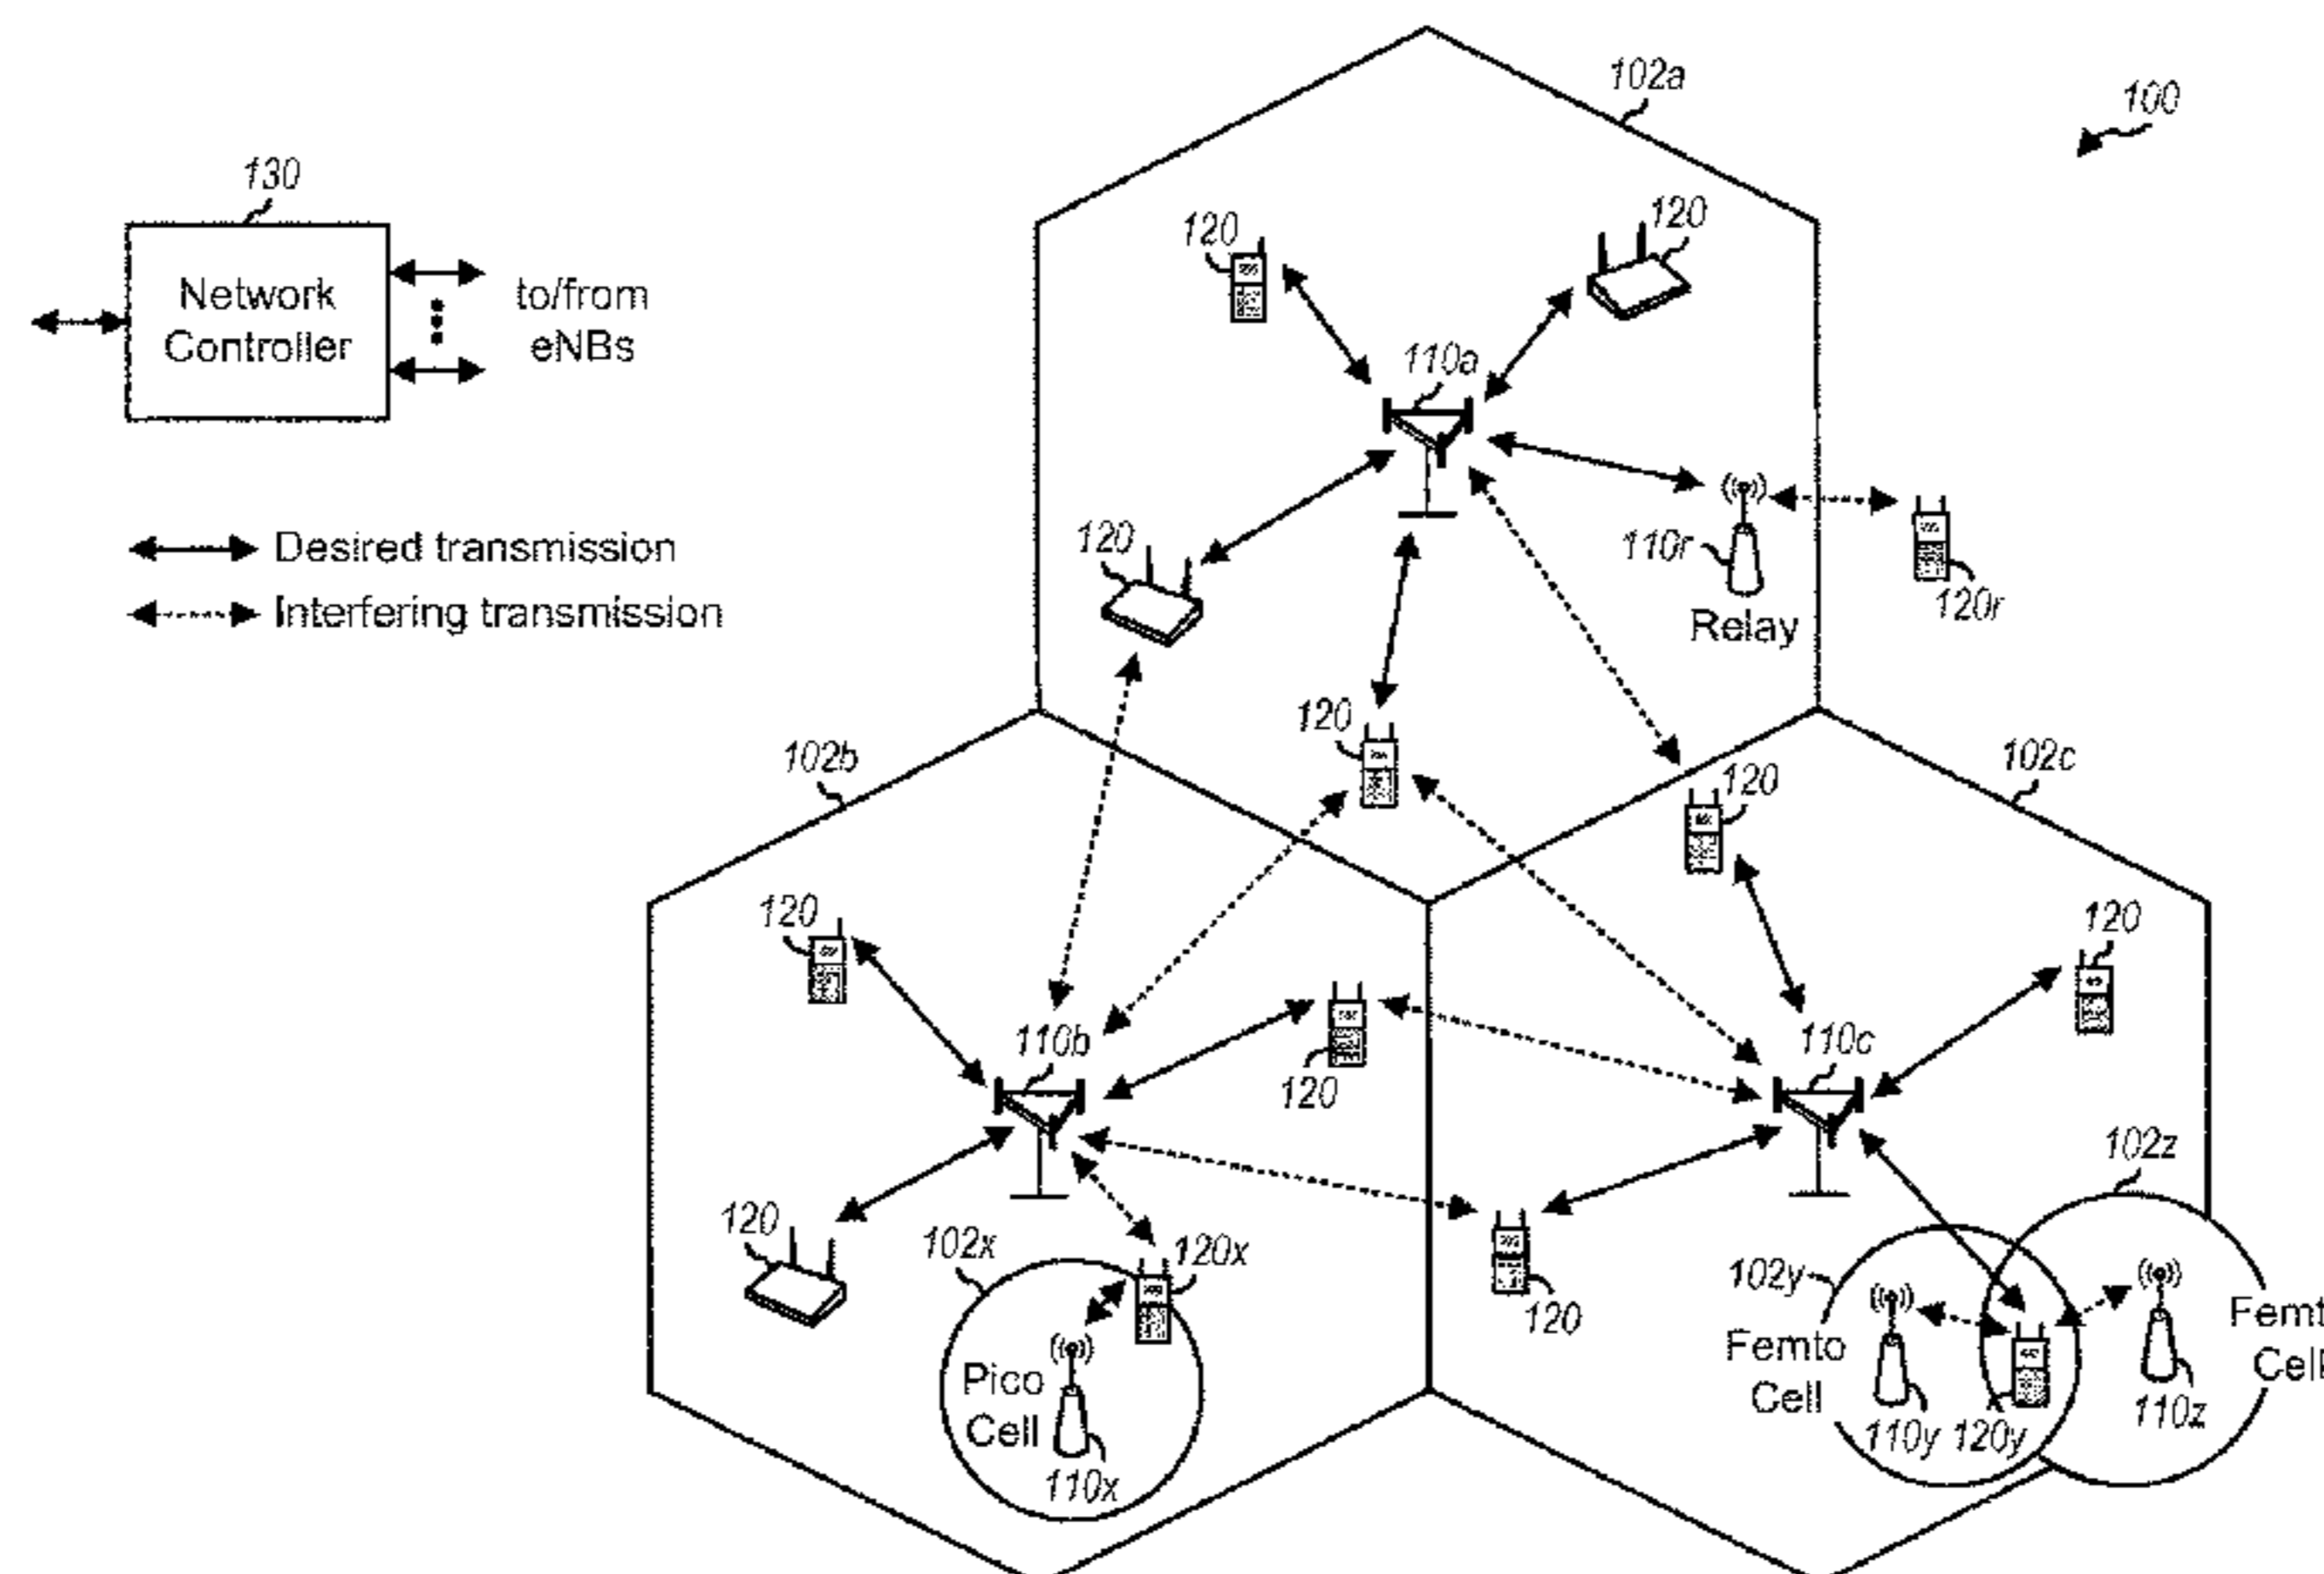 102a
100
130
120
120
Network
Controller
to/from
eNBs
110a
Desired transmission
Interfering transmission
120
110r
Relay
120r
120
102b
120
102c
120
120
110b
120
110c
102z
120
102x
120x
102y
120
Pico
Cell
110x
Femto
Cell
110y
120y
110z
Cell